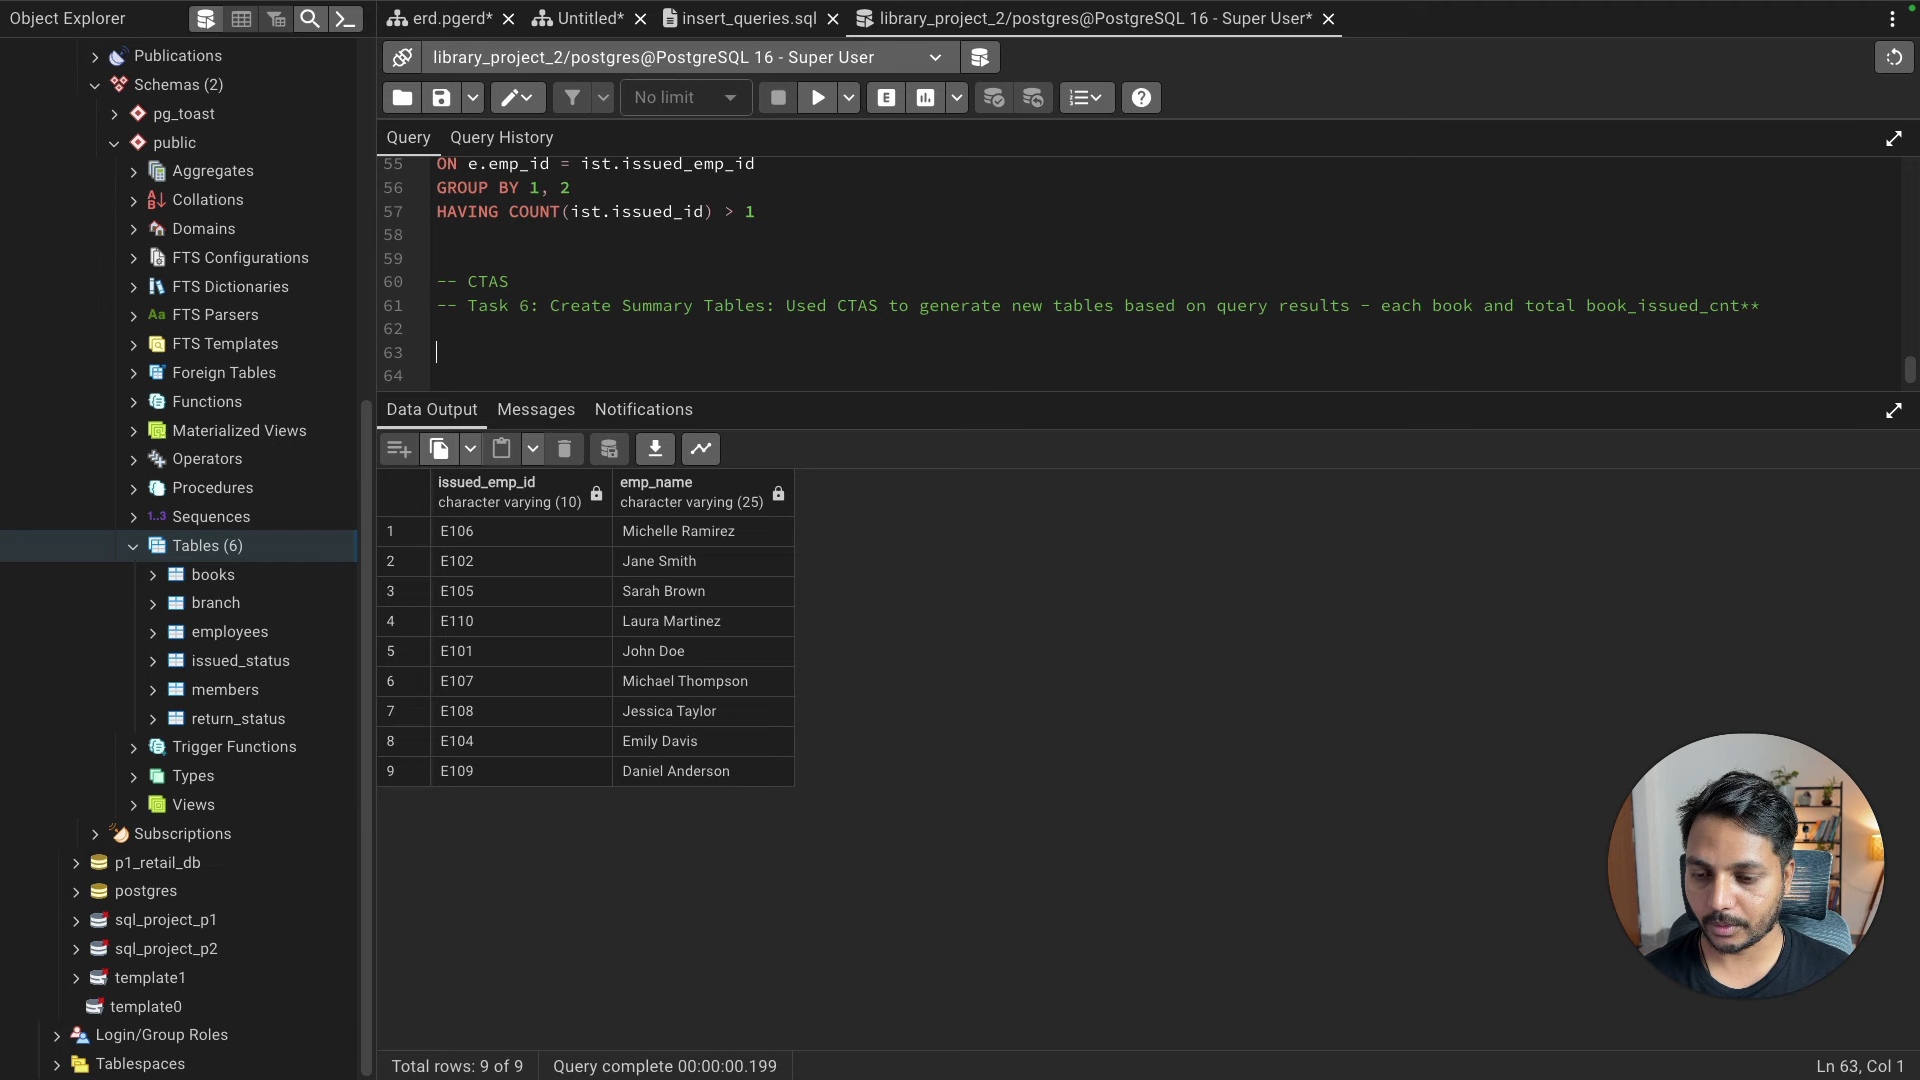 Object Explorer
erd.pgerd*
Untitled*
insert_queries.sql
library_project_2/postgres@PostgreSQL 16 - Super User*
library_project_2/postgres@PostgreSQL 16 - Super User
No limit
E
Query
Query History
55 ON e.emp_id = ist.issued_emp_id
56 GROUP BY 1, 2
57 HAVING COUNT(ist.issued_id) > 1
58
59
60 -- CTAS
61 -- Task 6: Create Summary Tables: Used CTAS to generate new tables based on query results - each book and total book_issued_cnt**
62
63
64
Publications
Schemas (2)
pg_toast
public
Aggregates
Collations
Domains
FTS Configurations
FTS Dictionaries
Aa FTS Parsers
FTS Templates
Foreign Tables
Functions
Materialized Views
Operators
Procedures
1..3 Sequences
Tables (6)
books
branch
employees
issued_status
members
return_status
Trigger Functions
Types
Views
Subscriptions
p1_retail_db
postgres
sql_project_p1
sql_project_p2
template1
template0
Login/Group Roles
Tablespaces
Data Output
Messages
Notifications
issued_emp_id
character varying (10)
emp_name
character varying (25)
1 E106 Michelle Ramirez
2 E102 Jane Smith
3 E105 Sarah Brown
4 E110 Laura Martinez
5 E101 John Doe
6 E107 Michael Thompson
7 E108 Jessica Taylor
8 E104 Emily Davis
9 E109 Daniel Anderson
Total rows: 9 of 9
Query complete 00:00:00.199
Ln 63, Col 1